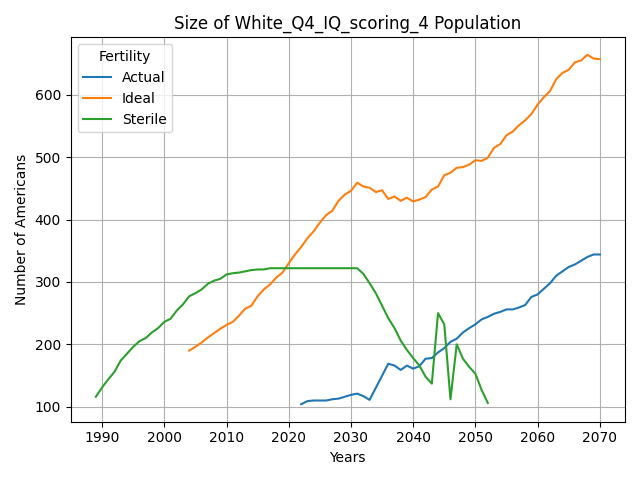 Size of White_Q4_IQ_scoring_4 Population
Fertility
Actual
Ideal
Sterile
Number of Americans
600
500
400
300
200
100
1990 2000 2010 2020 2030 2040 2050 2060 2070
Years